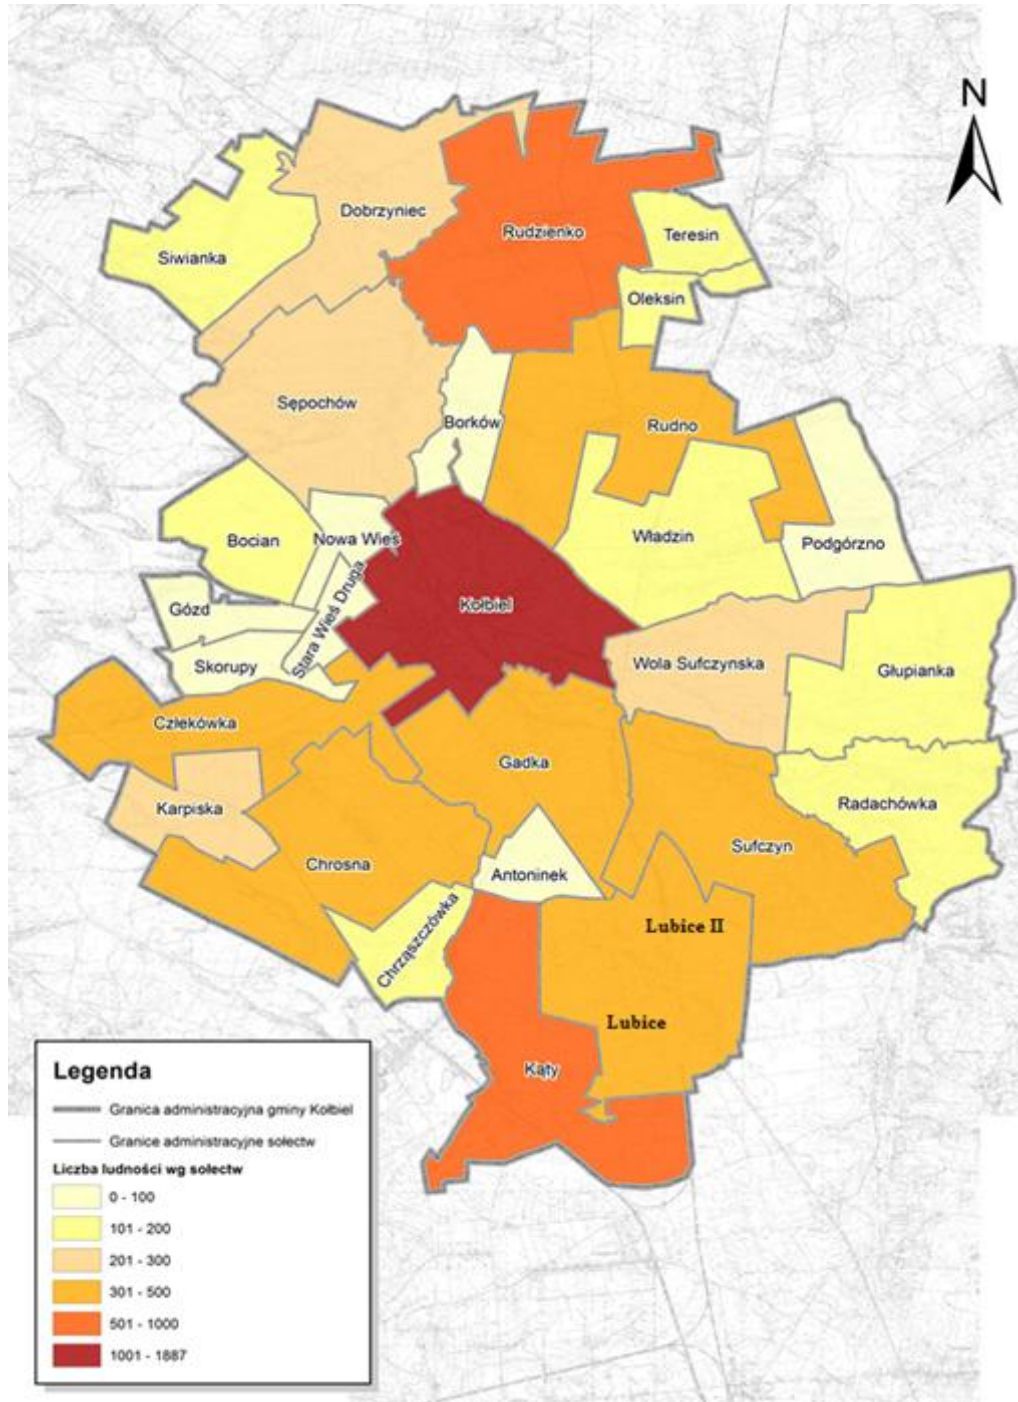 N
Dobrzyniec
Rudzienko
Teresin
Siwianka
Oleksin
Sępochów
Borków
Rudno
Bocian
Nowa Wieś
Władzin
Podgórzno
Gózd
Stara Wieś Druga
Kołbiel
Skorupy
Wola Sufczynska
Głupianka
Człekówka
Gadka
Karpiska
Radachówka
Chrosna
Antoninek
Sufczyn
Chrząszczówka
Lubice II
Lubice
Kąty
Legenda
Granica administracyjna gminy Kołbiel
Granice administracyjne sołectw
Liczba ludności wg sołectw
0 - 100
101 - 200
201 - 300
301 - 500
501 - 1000
1001 - 1887